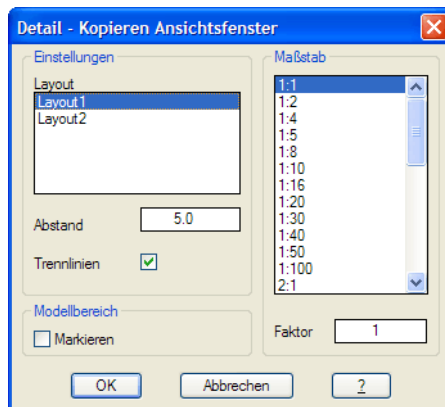 Detail - Kopieren Ansichtsfenster
Einstellungen
Layout
Layout1
Layout2
Abstand 5.0
Trennlinien
Modellbereich
Markieren
Maßstab
1:1
1:2
1:4
1:5
1:8
1:10
1:16
1:20
1:30
1:40
1:50
1:100
2:1
Faktor 1
OK Abbrechen ?